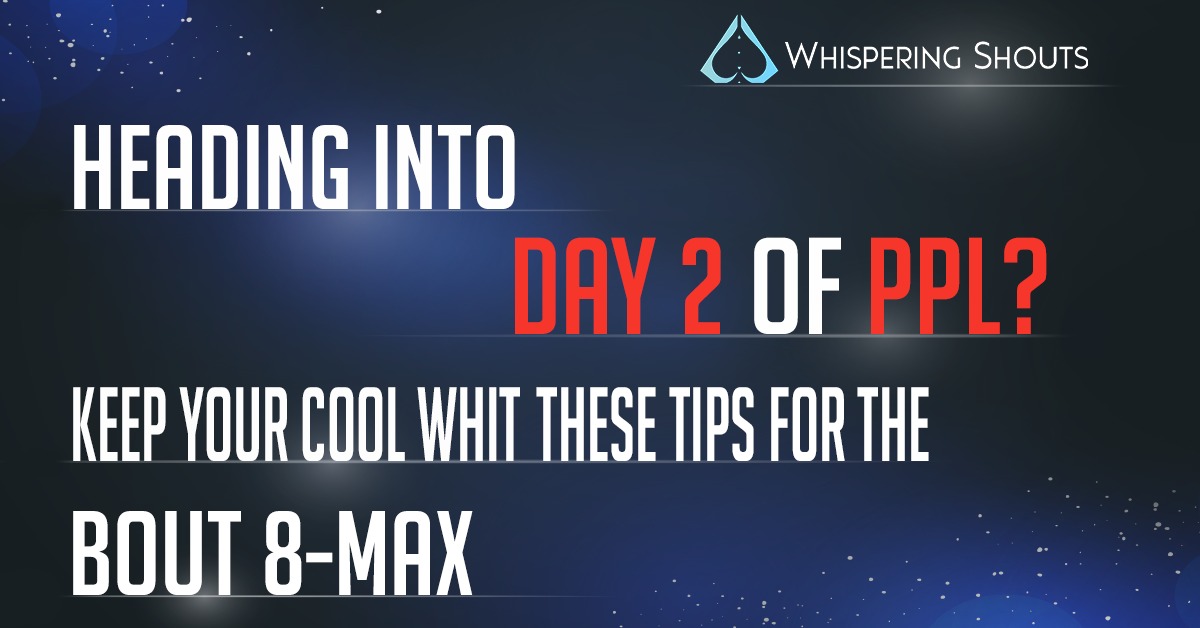 WHISPERING SHOUTS
HEADING INTO
DAY 2 OF PPL?
KEEP YOUR COOL WHIT THESE TIPS FOR THE
BOUT 8-MAX